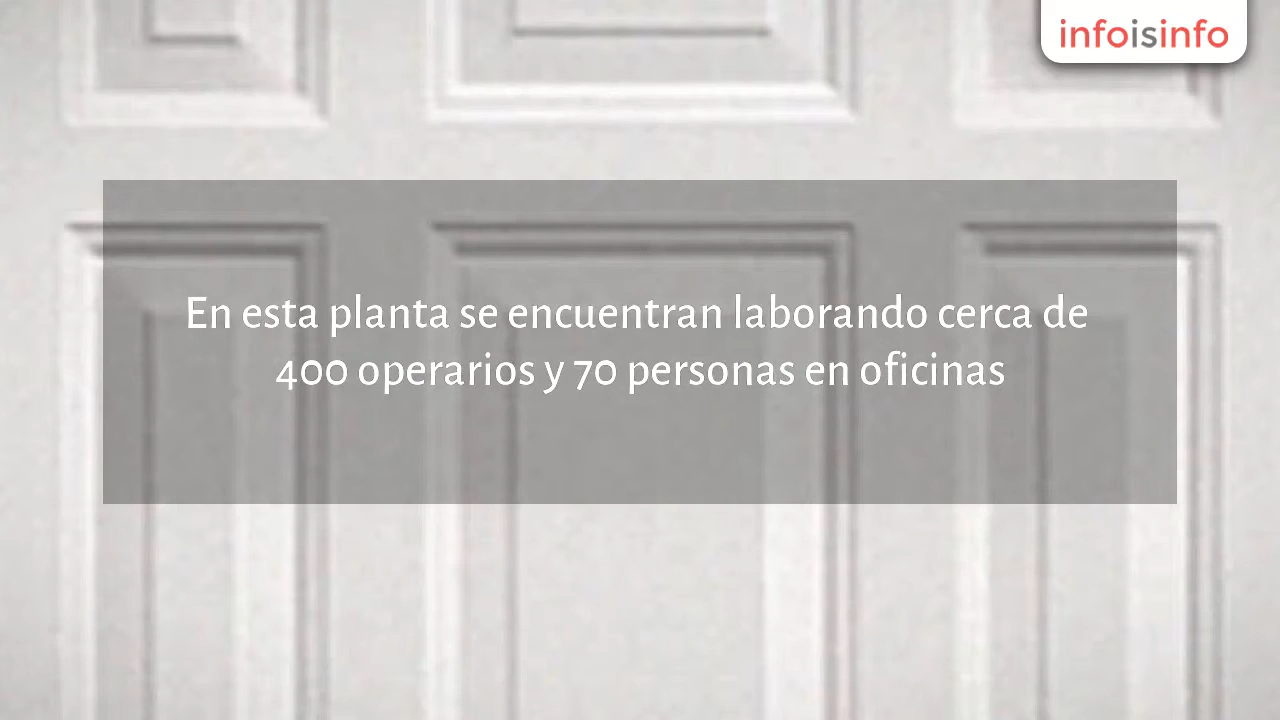 infoisinfo
En esta planta se encuentran laborando cerca de
400 operarios y 70 personas en oficinas